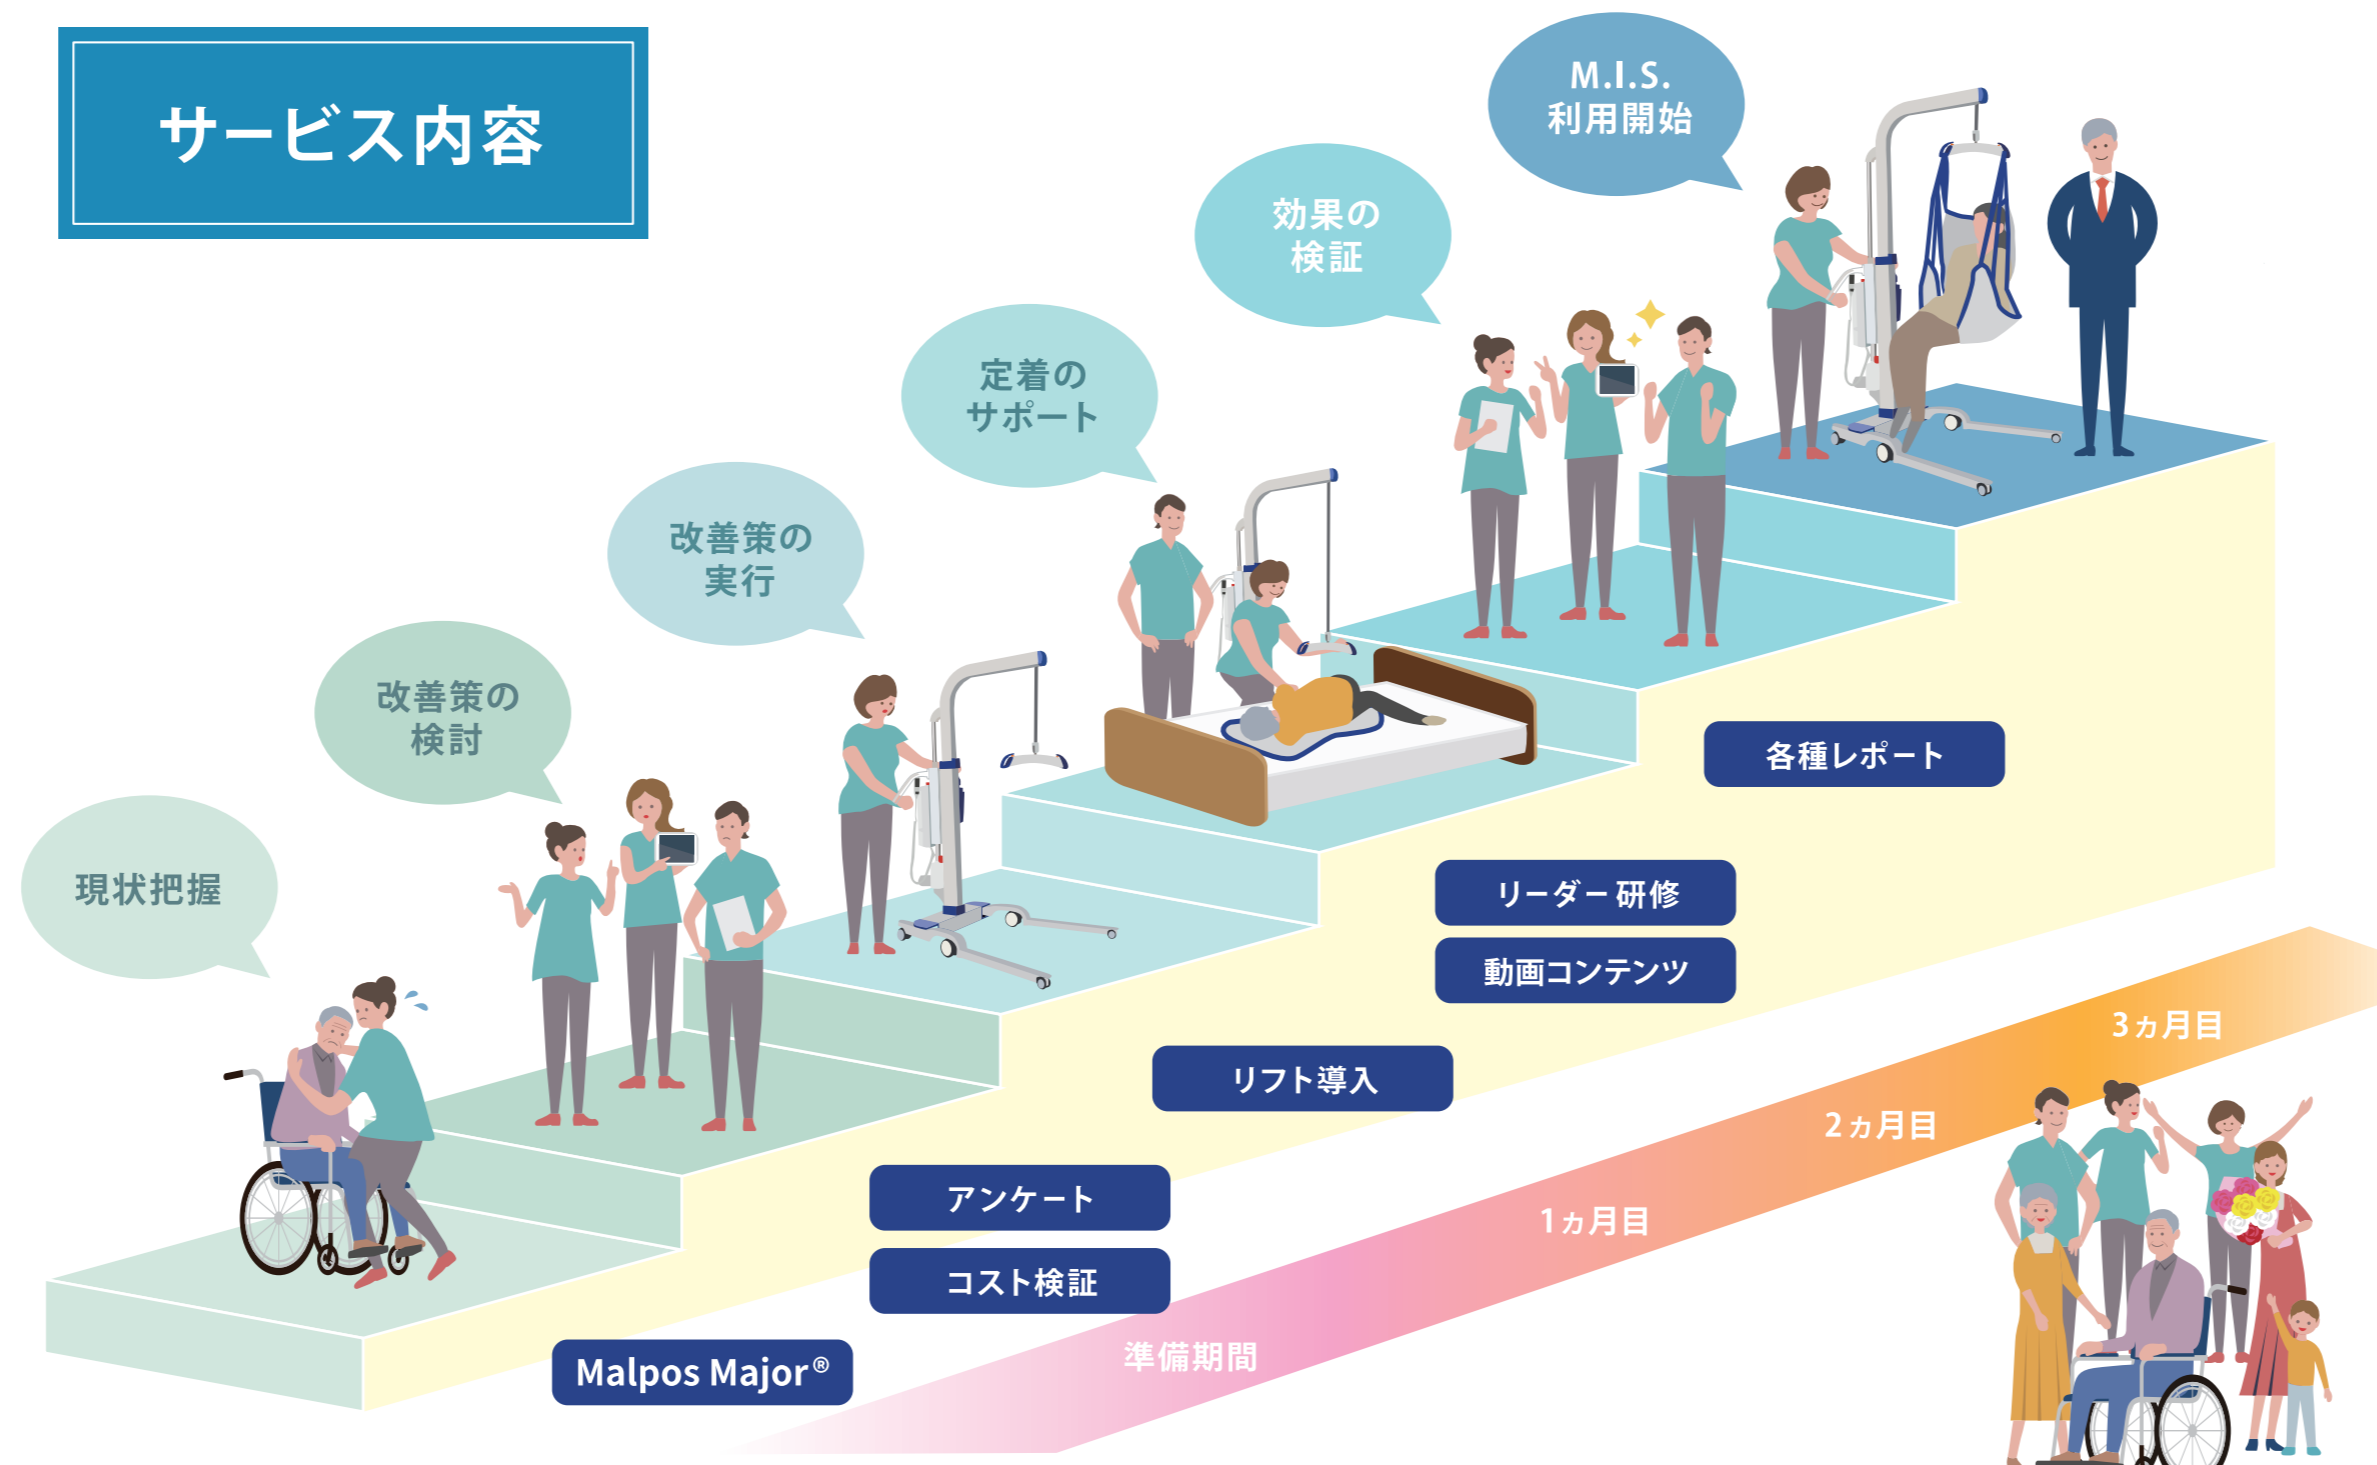 サービス内容
現状把握
改善策の
検討
改善策の
実行
定着の
サポート
効果の
検証
M.I.S.
利用開始
Malpos Major®
アンケート
コスト検証
リフト導入
リーダー研修
動画コンテンツ
各種レポート
準備期間
1ヵ月目
2ヵ月目
3ヵ月目